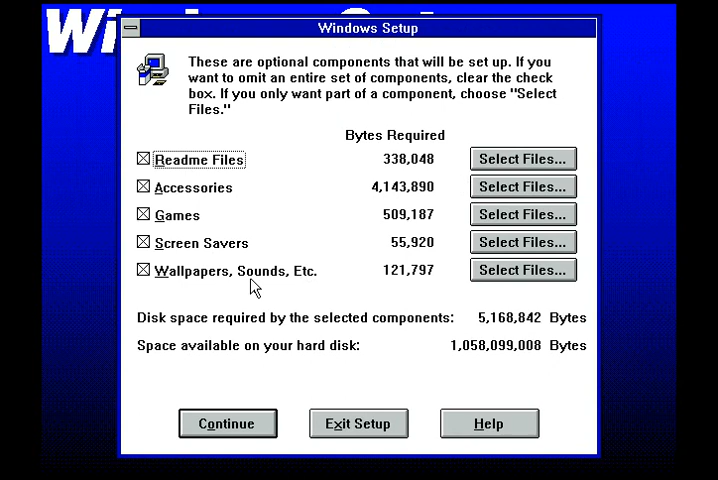 Windows Setup
These are optional components that will be set up. If you
want to omit an entire set of components, clear the check
box. If you only want part of a component, choose "Select
Files."
Bytes Required
Readme Files 338,048 Select Files...
Accessories 4,143,890 Select Files...
Games 509,187 Select Files...
Screen Savers 55,920 Select Files...
Wallpapers, Sounds, Etc. 121,797 Select Files...
Disk space required by the selected components: 5,168,842 Bytes
Space available on your hard disk: 1,058,099,008 Bytes
Continue Exit Setup Help